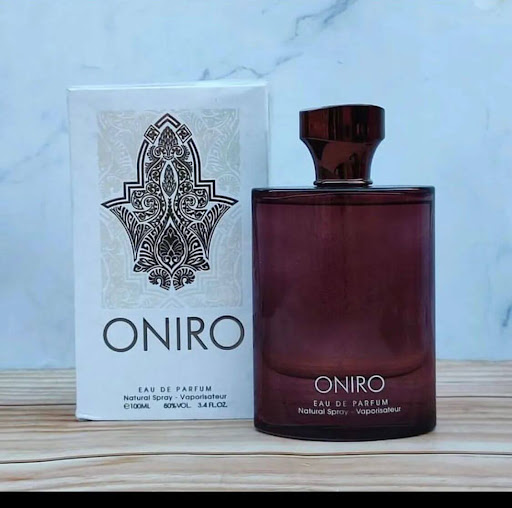 ONIRO
EAU DE PARFUM
Natural Spray - Vaporisateur
℮100ML 80%VOL. 3.4 FL.OZ.
ONIRO
EAU DE PARFUM
Natural Spray - Vaporisateur